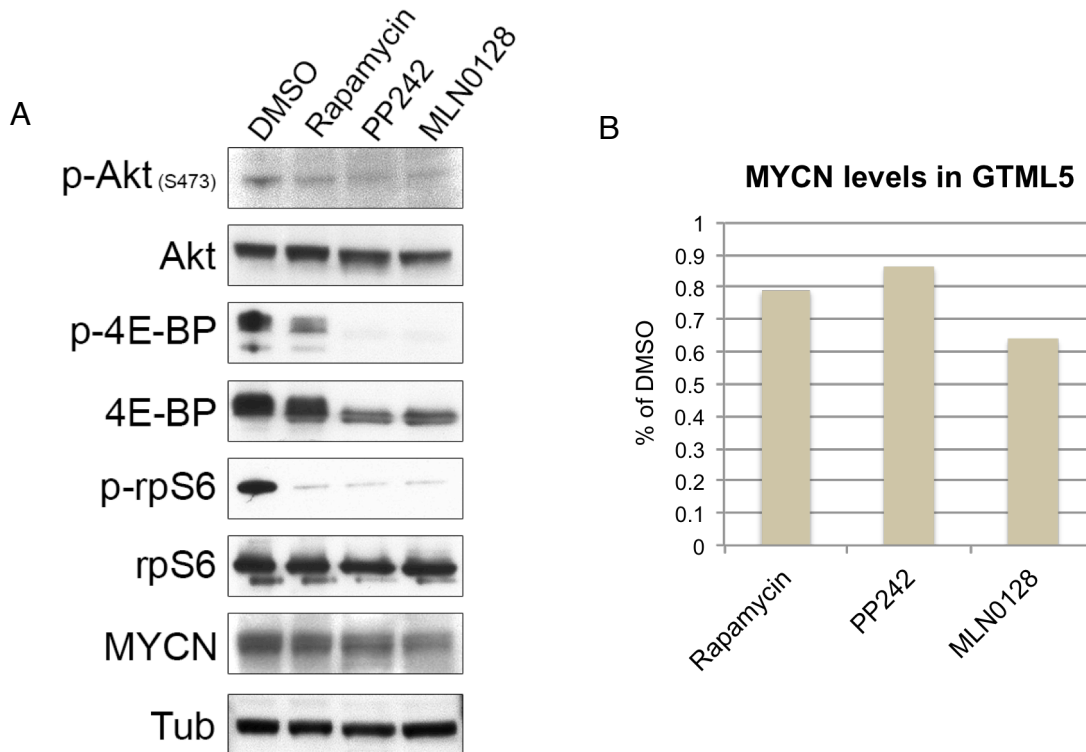 A
DMSO
Rapamycin
PP242
MLN0128
p-Akt (S473)
Akt
p-4E-BP
4E-BP
p-rpS6
rpS6
MYCN
Tub
B
MYCN levels in GTML5
% of DMSO
1
0.9
0.8
0.7
0.6
0.5
0.4
0.3
0.2
0.1
0
Rapamycin
PP242
MLN0128